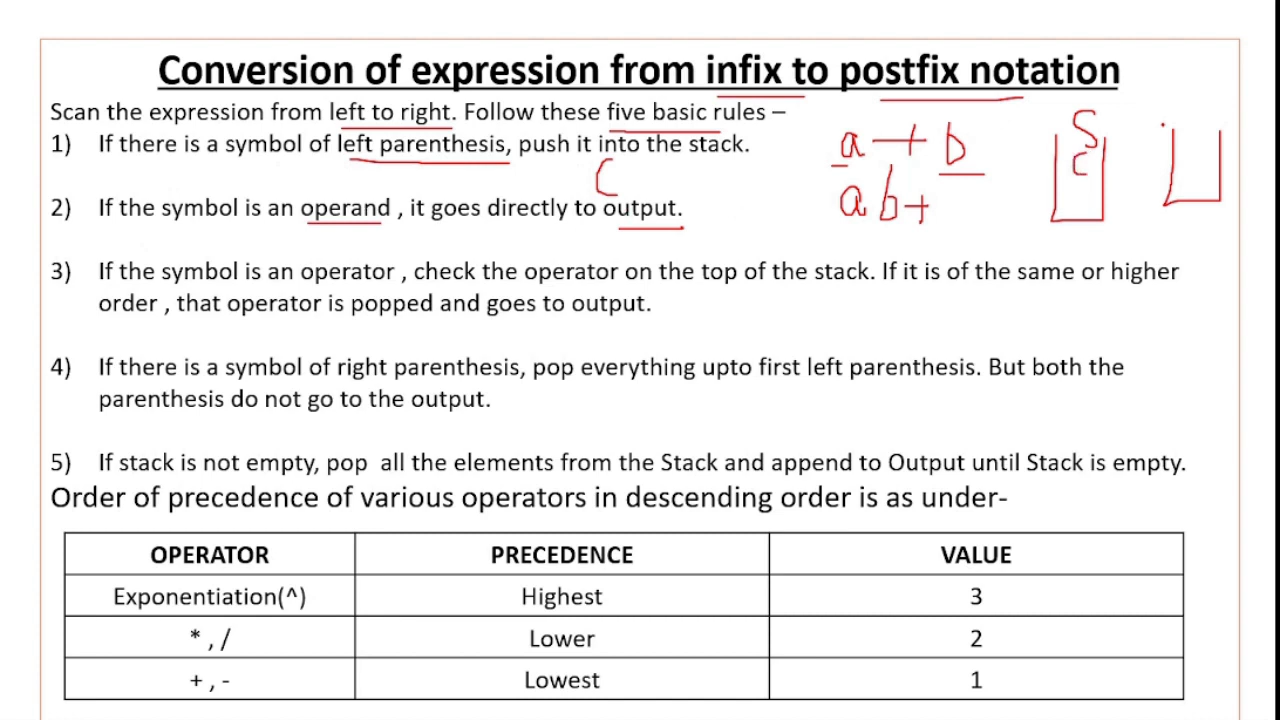 Conversion of expression from infix to postfix notation
Scan the expression from left to right. Follow these five basic rules –
1) If there is a symbol of left parenthesis, push it into the stack.
a + b
S
(
(
2) If the symbol is an operand , it goes directly to output.
a b +
3) If the symbol is an operator , check the operator on the top of the stack. If it is of the same or higher
order , that operator is popped and goes to output.
4) If there is a symbol of right parenthesis, pop everything upto first left parenthesis. But both the
parenthesis do not go to the output.
5) If stack is not empty, pop all the elements from the Stack and append to Output until Stack is empty.
Order of precedence of various operators in descending order is as under-
OPERATOR PRECEDENCE VALUE
Exponentiation(^) Highest 3
* , / Lower 2
+ , - Lowest 1